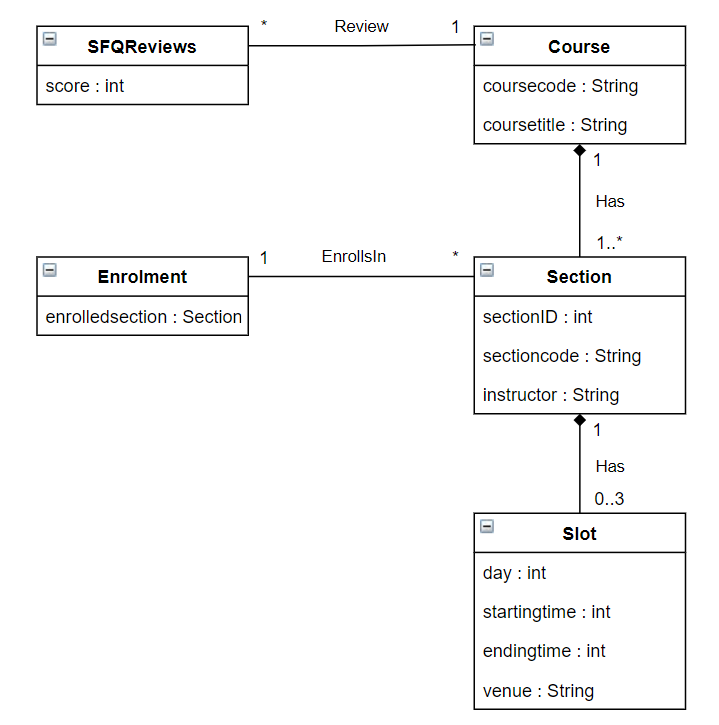 * Review 1
SFQReviews
score : int
Course
coursecode : String
coursetitle : String
1
Has
1..*
1 EnrollsIn *
Enrolment
enrolledsection : Section
Section
sectionID : int
sectioncode : String
instructor : String
1
Has
0..3
Slot
day : int
startingtime : int
endingtime : int
venue : String